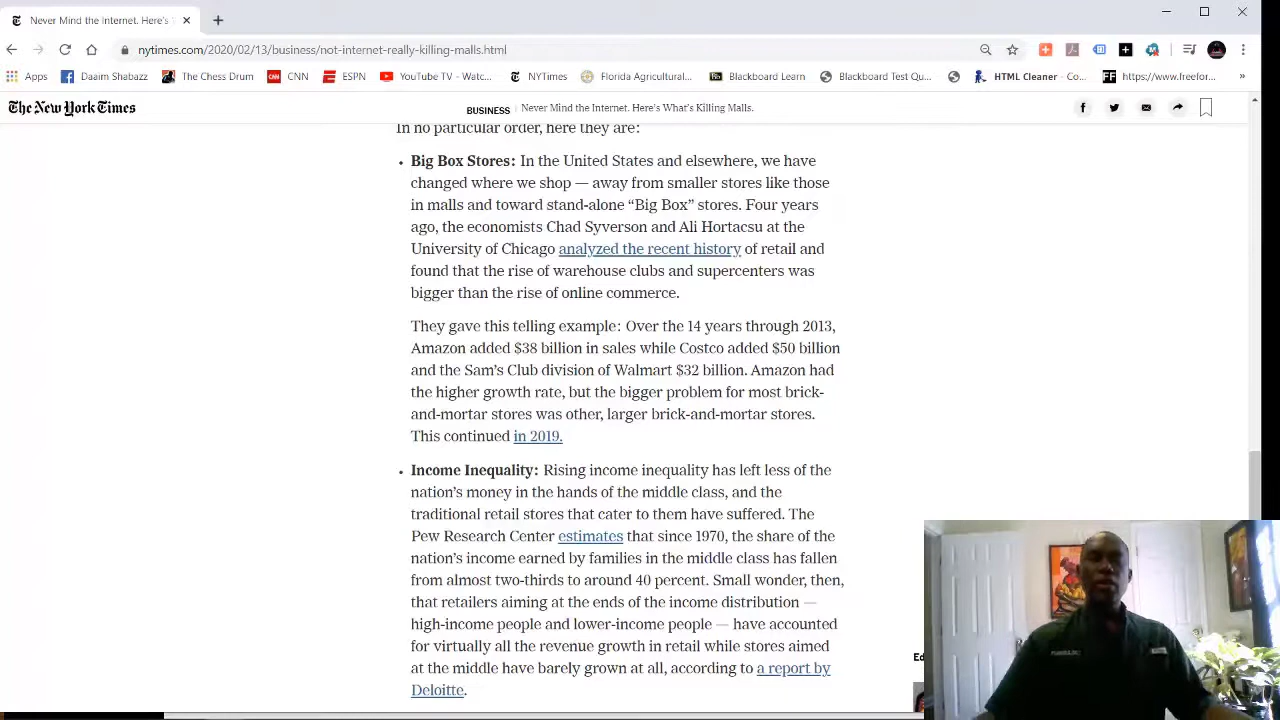 Never Mind the Internet. Here's
nytimes.com/2020/02/13/business/not-internet-really-killing-malls.html
Apps Daaim Shabazz The Chess Drum CNN ESPN YouTube TV - Watc... NYTimes Florida Agricultural... Blackboard Learn Blackboard Test Qu... HTML Cleaner - Co... https://www.freefor... »
The New York Times BUSINESS | Never Mind the Internet. Here's What's Killing Malls.
In no particular order, here they are:
• Big Box Stores: In the United States and elsewhere, we have
changed where we shop — away from smaller stores like those
in malls and toward stand-alone “Big Box” stores. Four years
ago, the economists Chad Syverson and Ali Hortacsu at the
University of Chicago analyzed the recent history of retail and
found that the rise of warehouse clubs and supercenters was
bigger than the rise of online commerce.
They gave this telling example: Over the 14 years through 2013,
Amazon added $38 billion in sales while Costco added $50 billion
and the Sam's Club division of Walmart $32 billion. Amazon had
the higher growth rate, but the bigger problem for most brick-
and-mortar stores was other, larger brick-and-mortar stores.
This continued in 2019.
• Income Inequality: Rising income inequality has left less of the
nation's money in the hands of the middle class, and the
traditional retail stores that cater to them have suffered. The
Pew Research Center estimates that since 1970, the share of the
nation's income earned by families in the middle class has fallen
from almost two-thirds to around 40 percent. Small wonder, then,
that retailers aiming at the ends of the income distribution —
high-income people and lower-income people — have accounted
for virtually all the revenue growth in retail while stores aimed
at the middle have barely grown at all, according to a report by
Deloitte.